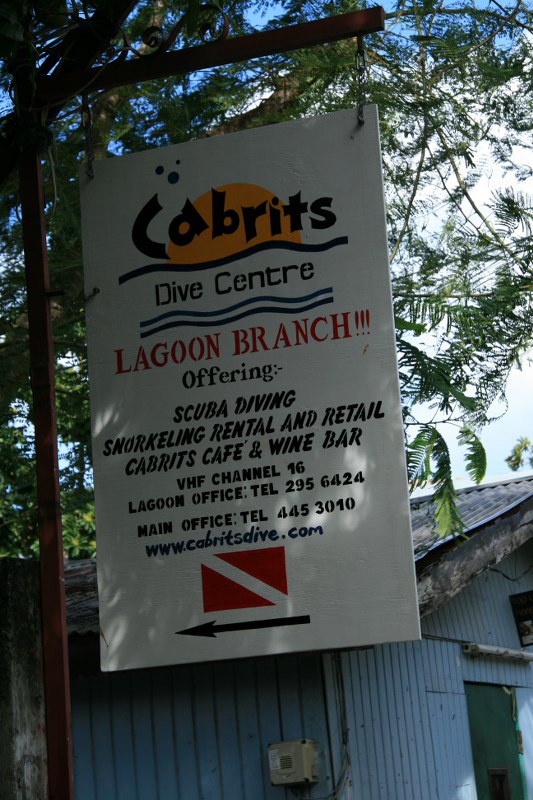 Cabrits
Dive Centre
LAGOON BRANCH!!!
Offering:-
SCUBA DIVING
SNORKELING RENTAL AND RETAIL
CABRITS CAFÉ & WINE BAR
VHF CHANNEL 16
LAGOON OFFICE: TEL 295 6424
MAIN OFFICE: TEL 445 3010
www.cabritsdive.com